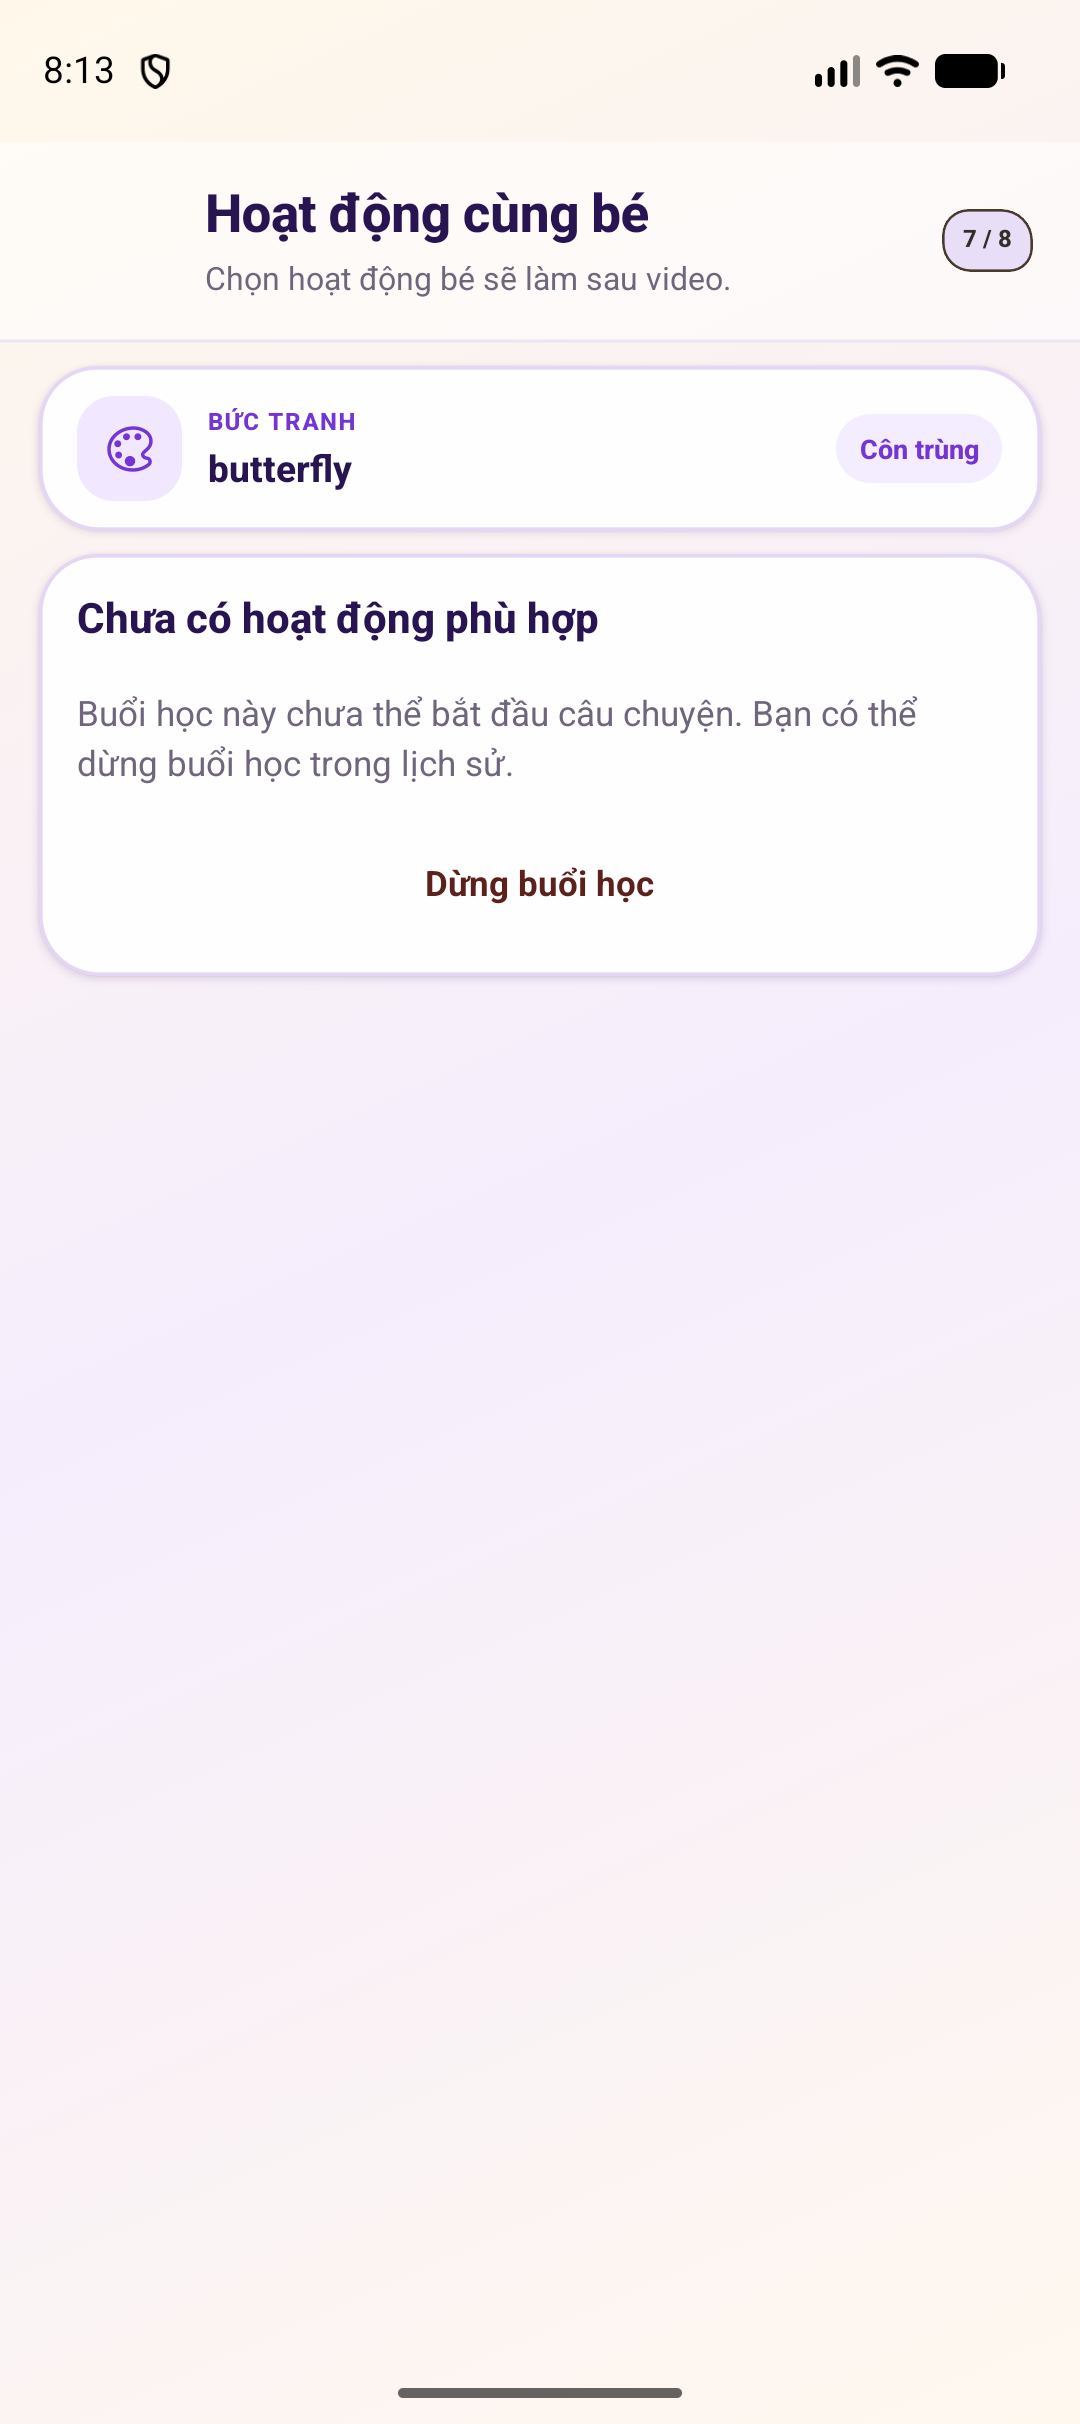 8:13
Hoạt động cùng bé
Chọn hoạt động bé sẽ làm sau video.
7 / 8
BỨC TRANH
butterfly
Côn trùng
Chưa có hoạt động phù hợp
Buổi học này chưa thể bắt đầu câu chuyện. Bạn có thể
dừng buổi học trong lịch sử.
Dừng buổi học